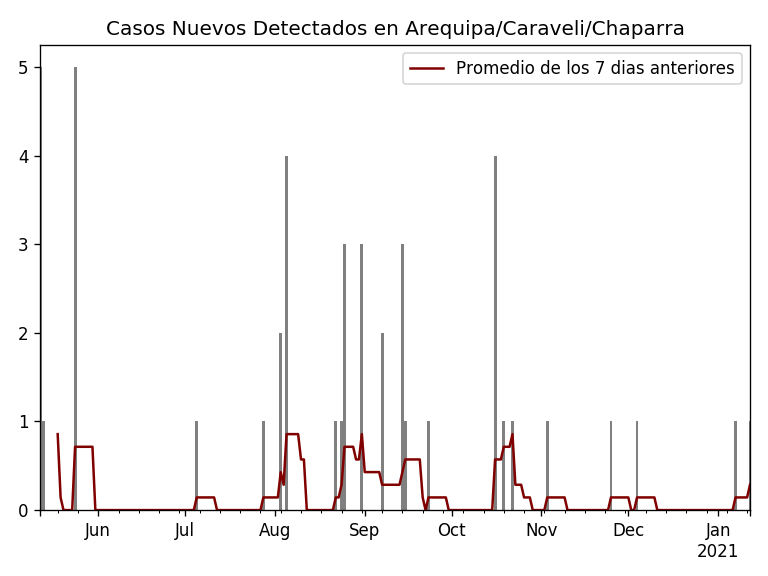 Casos Nuevos Detectados en Arequipa/Caraveli/Chaparra
Promedio de los 7 dias anteriores
5
4
3
2
1
0
Jun Jul Aug Sep Oct Nov Dec Jan
2021